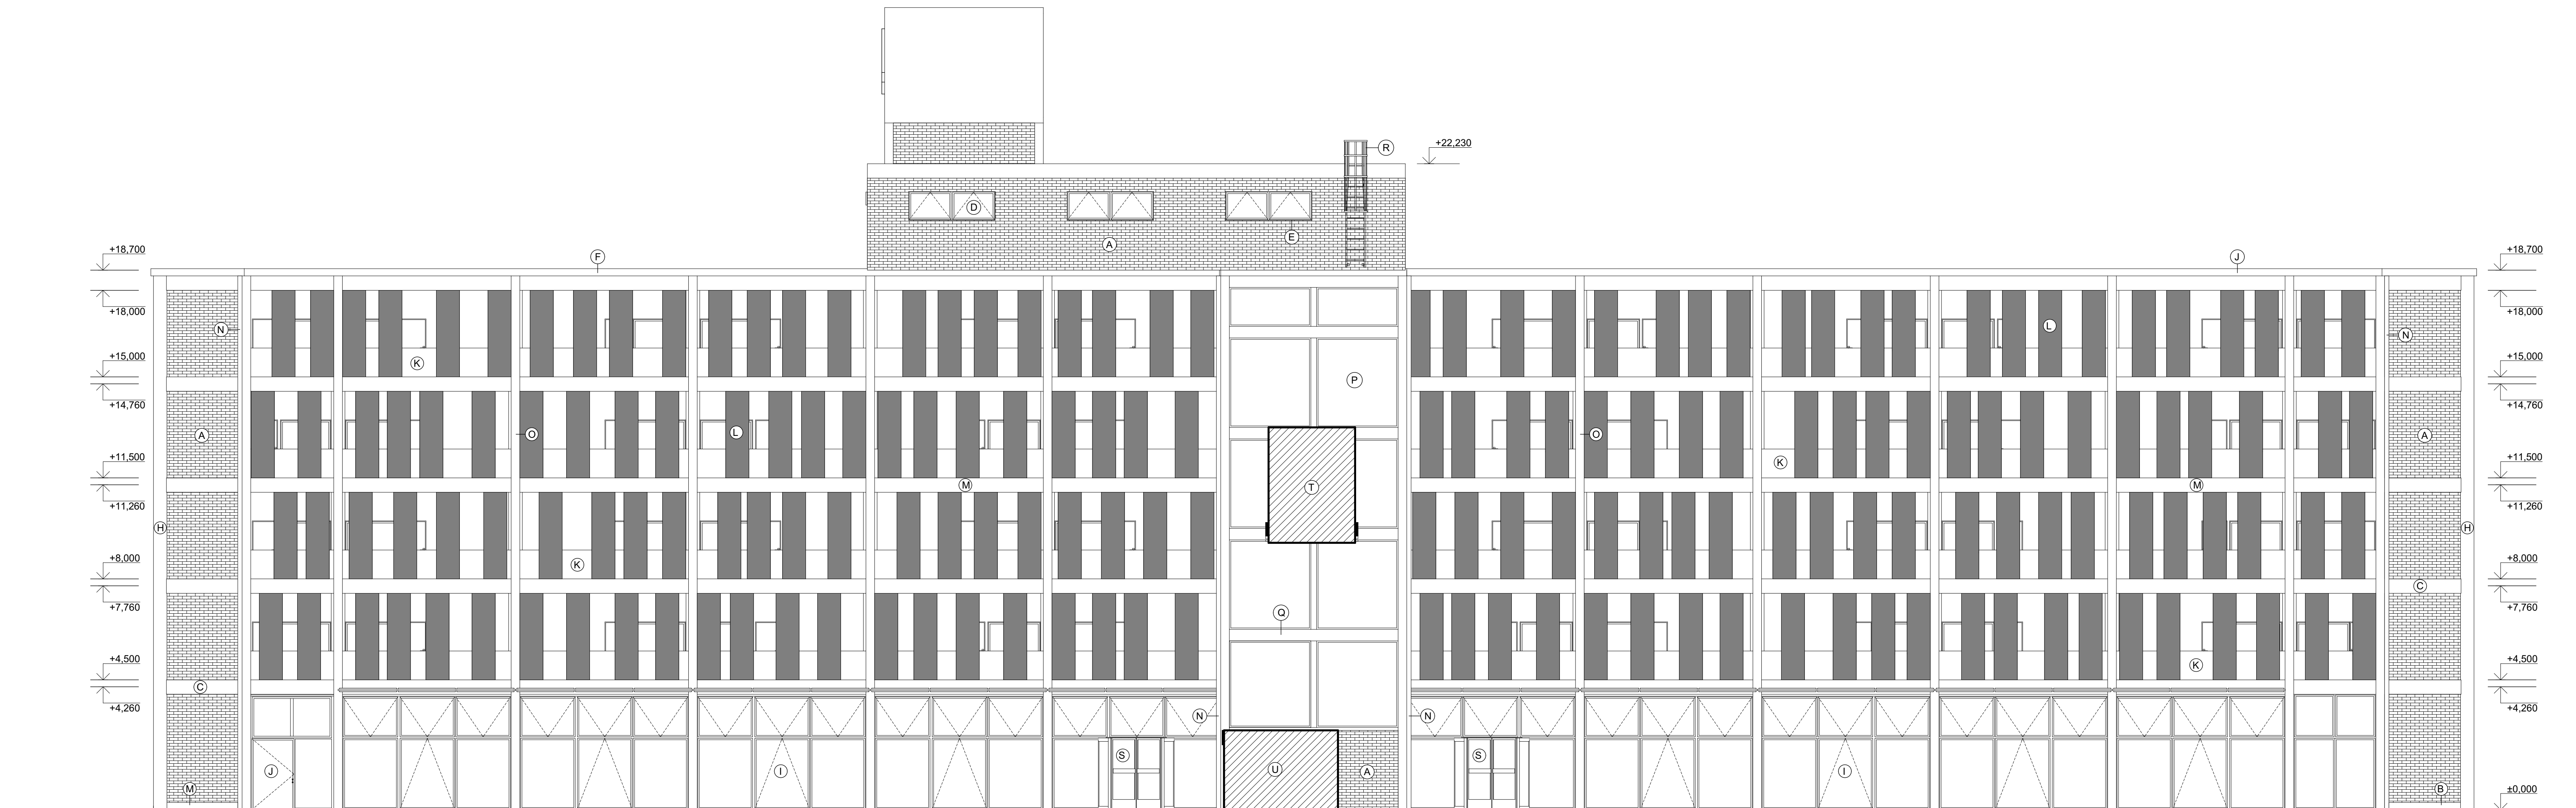 R
+22,230
D
A
E
+18,700
F
J
+18,700
+18,000
+18,000
N
L
N
+15,000
K
+15,000
P
+14,760
+14,760
A
O
L
O
A
+11,500
K
+11,500
M
T
M
+11,260
+11,260
H
H
+8,000
K
+8,000
C
+7,760
+7,760
Q
+4,500
K
+4,500
C
+4,260
+4,260
N
N
S
S
J
I
U
A
I
M
B
±0,000